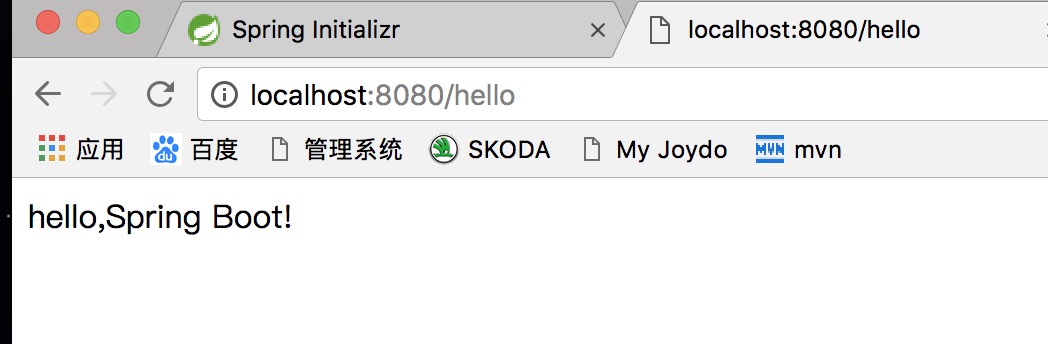 Spring Initializr
localhost:8080/hello
localhost:8080/hello
应用 百度 管理系统 SKODA My Joydo MVN mvn
hello,Spring Boot!